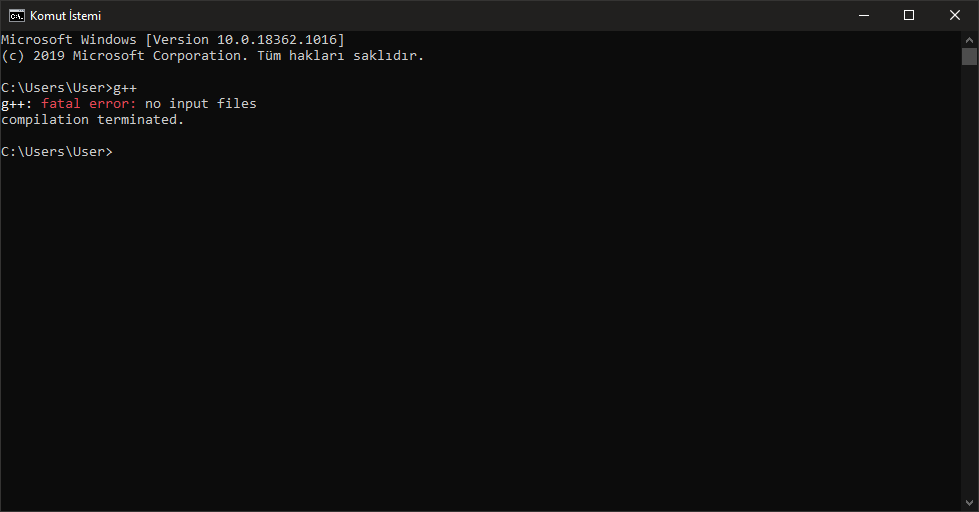 Komut İstemi
Microsoft Windows [Version 10.0.18362.1016]
(c) 2019 Microsoft Corporation. Tüm hakları saklıdır.
C:\Users\User>g++
g++: fatal error: no input files
compilation terminated.
C:\Users\User>